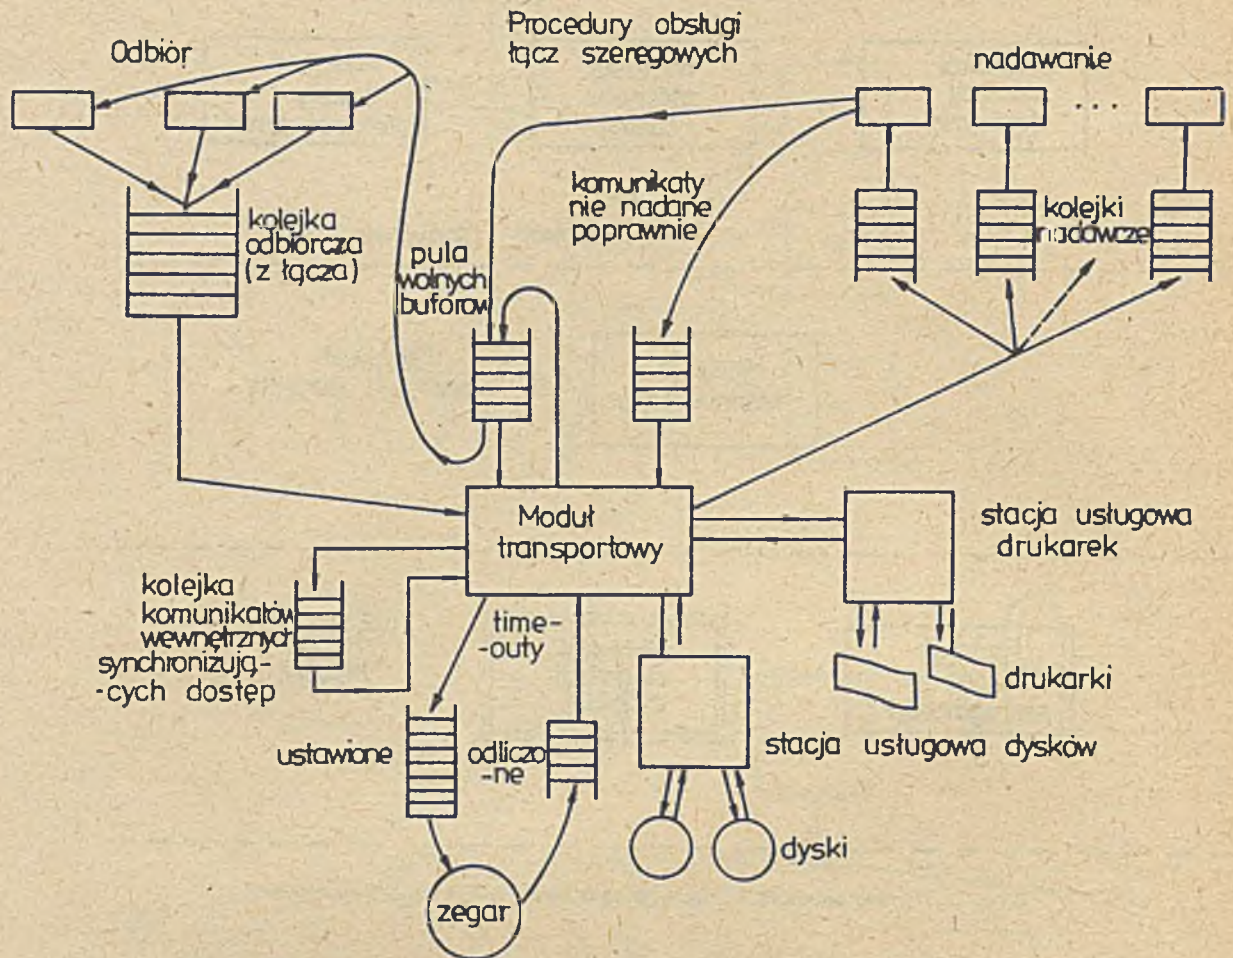 Procedury obsługi
łącz szeregowych
Odbiór
nadawanie
kolejka
odbiorcza
(z łącza)
pula
wolnych
buforów
komunikaty
nie nadane
poprawnie
kolejki
nadawcze
Moduł
transportowy
stacja usługowa
drukarek
drukarki
kolejka
komunikatów
wewnętrznych
synchronizują-
-cych dostęp
time-
-outy
ustawione
odliczo
-ne
zegar
stacja usługowa dysków
dyski